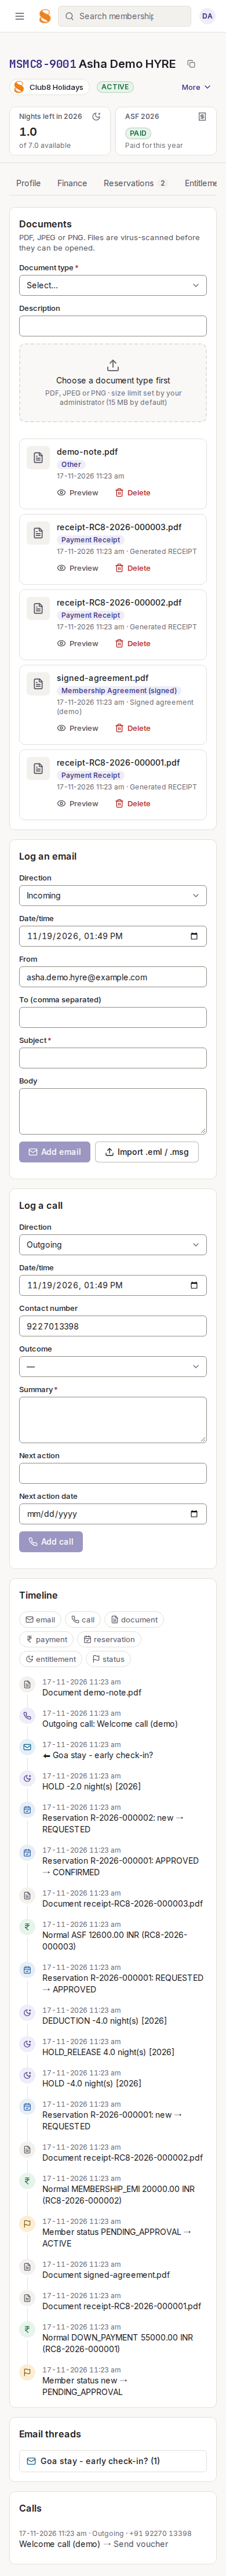 Search membership
DA
MSMC8-9001 Asha Demo HYRE
Club8 Holidays
ACTIVE
More
Nights left in 2026
1.0
of 7.0 available
ASF 2026
PAID
Paid for this year
Profile
Finance
Reservations 2
Entitleme
Documents
PDF, JPEG or PNG. Files are virus-scanned before
they can be opened.
Document type *
Select...
Description
Choose a document type first
PDF, JPEG or PNG · size limit set by your
administrator (15 MB by default)
demo-note.pdf
Other
17-11-2026 11:23 am
Preview Delete
receipt-RC8-2026-000003.pdf
Payment Receipt
17-11-2026 11:23 am · Generated RECEIPT
Preview Delete
receipt-RC8-2026-000002.pdf
Payment Receipt
17-11-2026 11:23 am · Generated RECEIPT
Preview Delete
signed-agreement.pdf
Membership Agreement (signed)
17-11-2026 11:23 am · Signed agreement
(demo)
Preview Delete
receipt-RC8-2026-000001.pdf
Payment Receipt
17-11-2026 11:23 am · Generated RECEIPT
Preview Delete
Log an email
Direction
Incoming
Date/time
11/19/2026, 01:49 PM
From
asha.demo.hyre@example.com
To (comma separated)
Subject *
Body
Add email
Import .eml / .msg
Log a call
Direction
Outgoing
Date/time
11/19/2026, 01:49 PM
Contact number
9227013398
Outcome
—
Summary *
Next action
Next action date
mm/dd/yyyy
Add call
Timeline
email call document
₹ payment reservation
entitlement status
17-11-2026 11:23 am
Document demo-note.pdf
17-11-2026 11:23 am
Outgoing call: Welcome call (demo)
17-11-2026 11:23 am
⬅ Goa stay - early check-in?
17-11-2026 11:23 am
HOLD -2.0 night(s) [2026]
17-11-2026 11:23 am
Reservation R-2026-000002: new →
REQUESTED
17-11-2026 11:23 am
Reservation R-2026-000001: APPROVED
→ CONFIRMED
17-11-2026 11:23 am
Document receipt-RC8-2026-000003.pdf
17-11-2026 11:23 am
Normal ASF 12600.00 INR (RC8-2026-
000003)
17-11-2026 11:23 am
Reservation R-2026-000001: REQUESTED
→ APPROVED
17-11-2026 11:23 am
DEDUCTION -4.0 night(s) [2026]
17-11-2026 11:23 am
HOLD_RELEASE 4.0 night(s) [2026]
17-11-2026 11:23 am
HOLD -4.0 night(s) [2026]
17-11-2026 11:23 am
Reservation R-2026-000001: new →
REQUESTED
17-11-2026 11:23 am
Document receipt-RC8-2026-000002.pdf
17-11-2026 11:23 am
Normal MEMBERSHIP_EMI 20000.00 INR
(RC8-2026-000002)
17-11-2026 11:23 am
Member status PENDING_APPROVAL →
ACTIVE
17-11-2026 11:23 am
Document signed-agreement.pdf
17-11-2026 11:23 am
Document receipt-RC8-2026-000001.pdf
17-11-2026 11:23 am
Normal DOWN_PAYMENT 55000.00 INR
(RC8-2026-000001)
17-11-2026 11:23 am
Member status new →
PENDING_APPROVAL
Email threads
Goa stay - early check-in? (1)
Calls
17-11-2026 11:23 am · Outgoing · +91 92270 13398
Welcome call (demo) → Send voucher